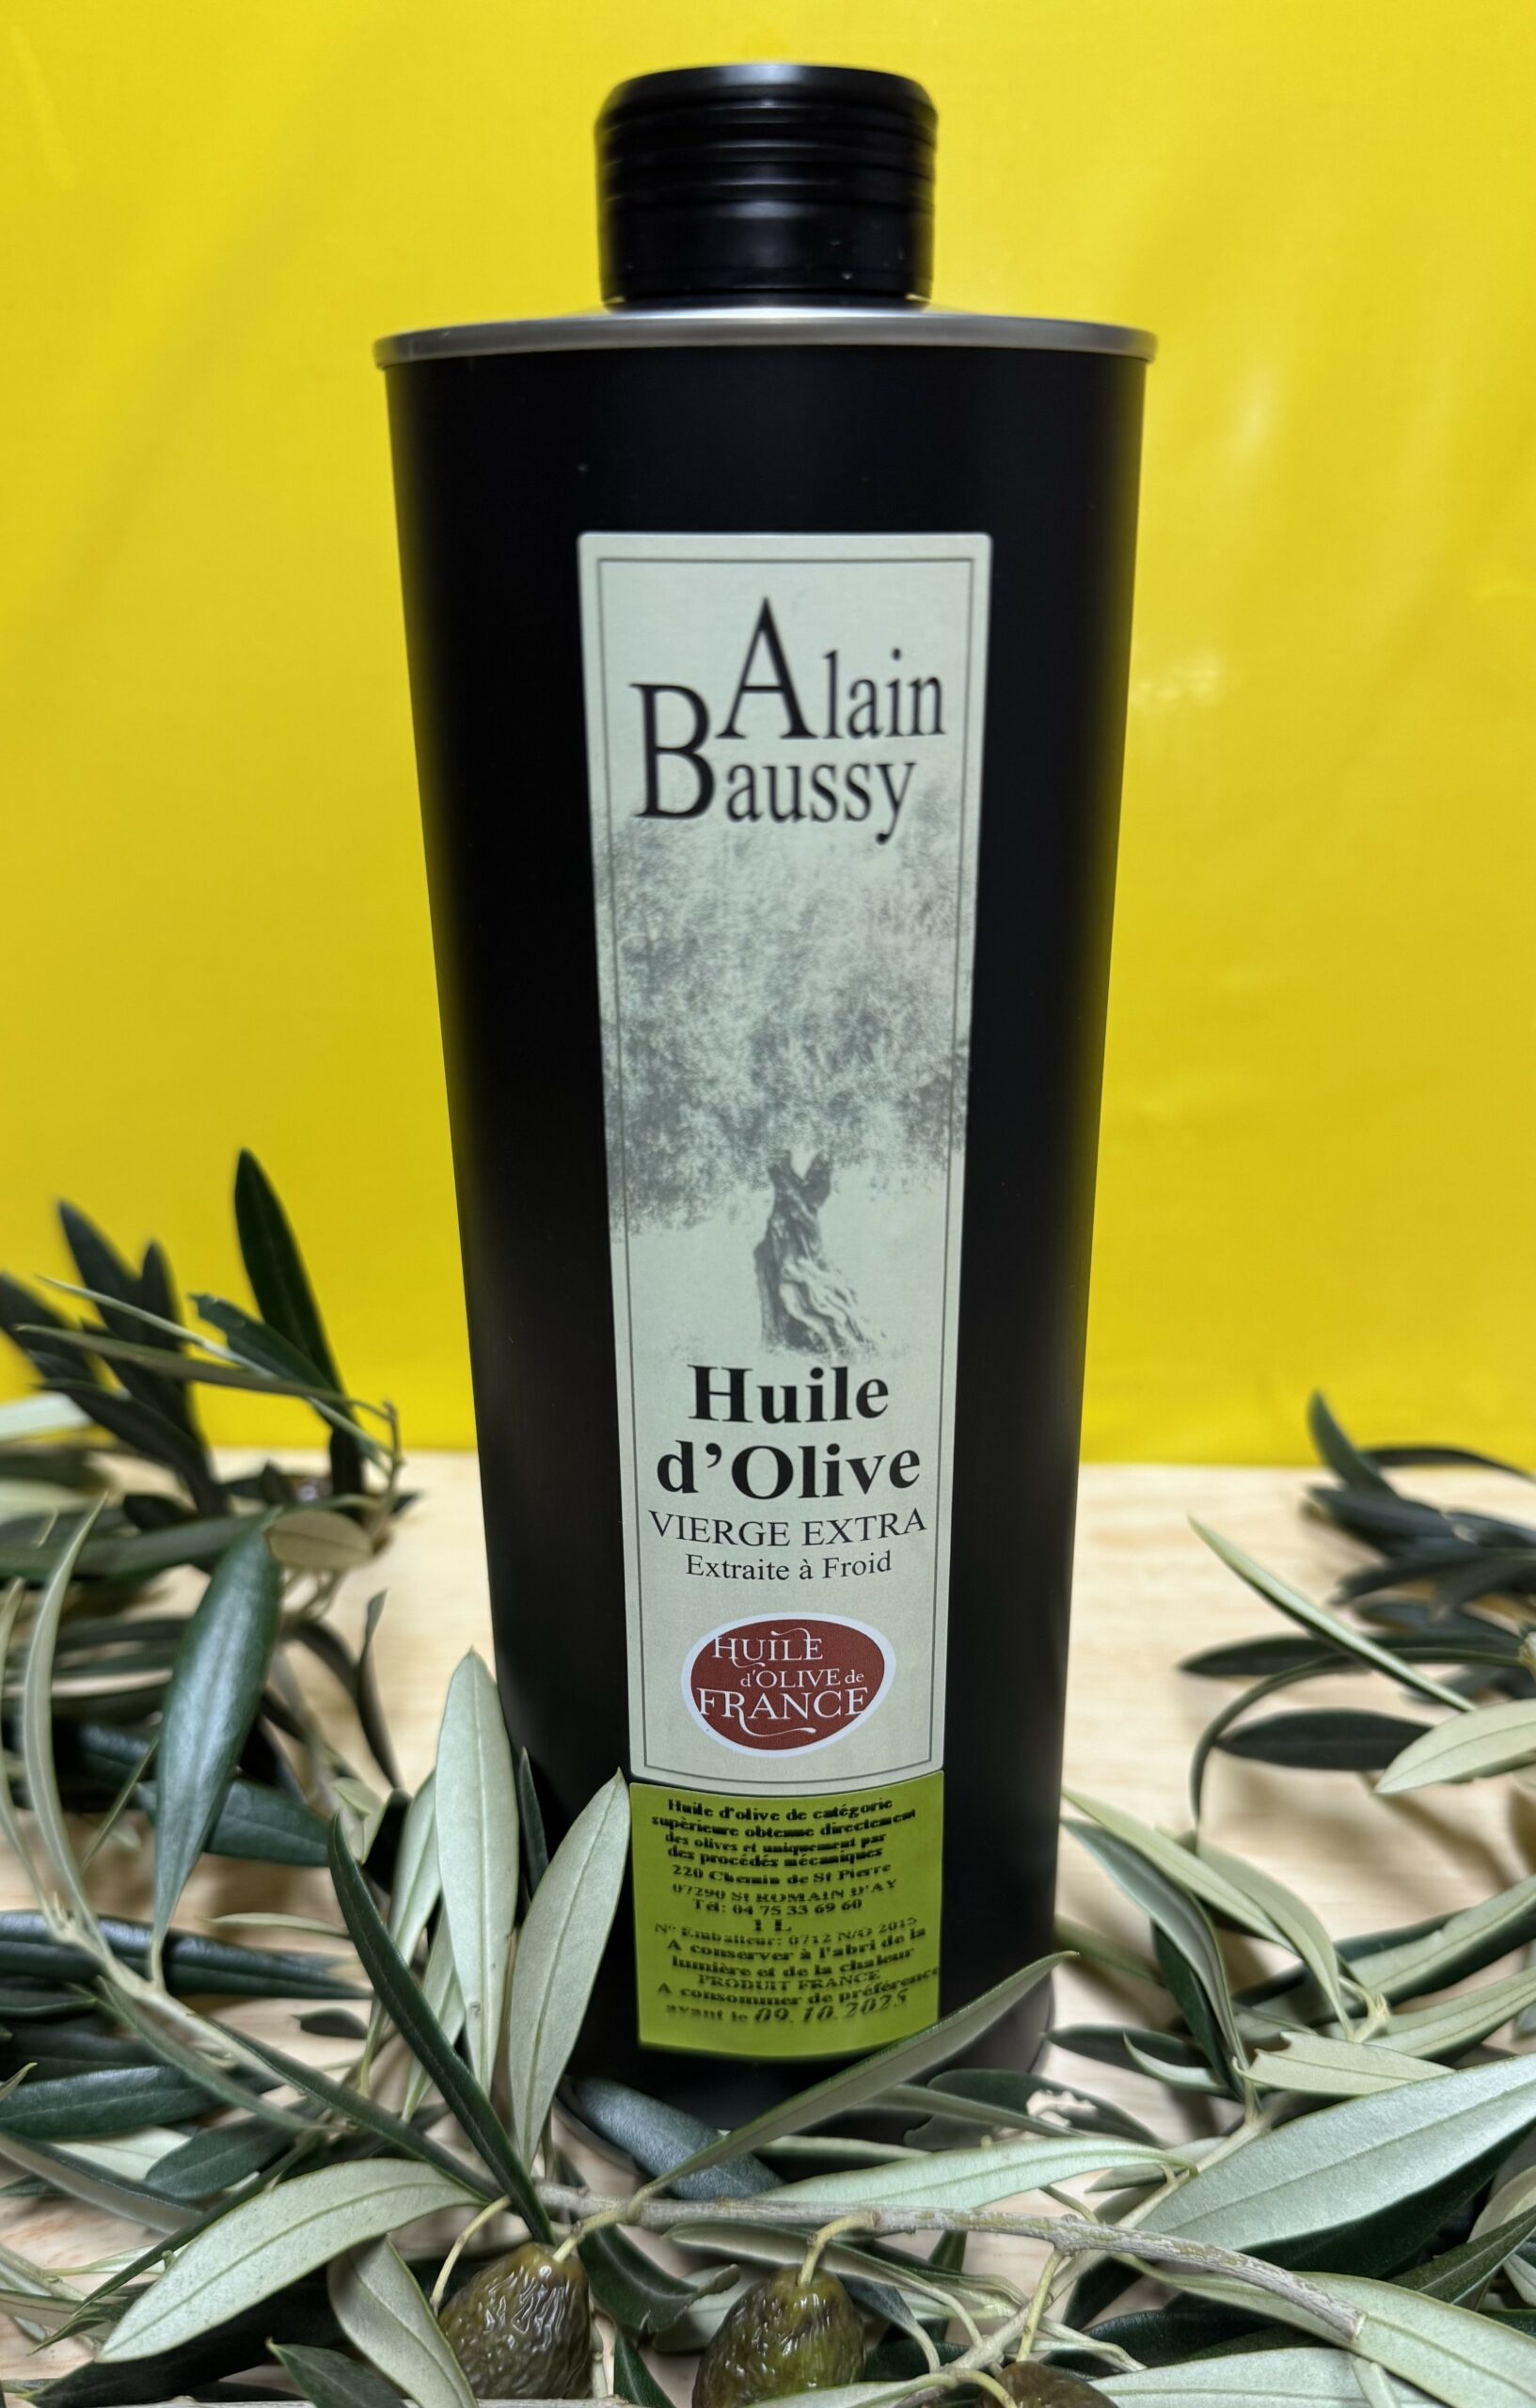 Alain
Baussy
Huile
d'Olive
VIERGE EXTRA
Extraite à Froid
HUILE
d'OLIVE de
FRANCE
Huile d'olive de catégorie
supèrieure obtenue directement
des olives et uniquement par
des procédés mécaniques
220 Chemin de St Pierre
07290 St ROMAIN D'AY
Tél: 04 75 33 69 60
1 L
N° Emballeur: 0712 N/O 2015
A conserver à l'abri de la
lumière et de la chaleur
PRODUIT FRANCE
A consommer de préférence
avant le 09.10.2025